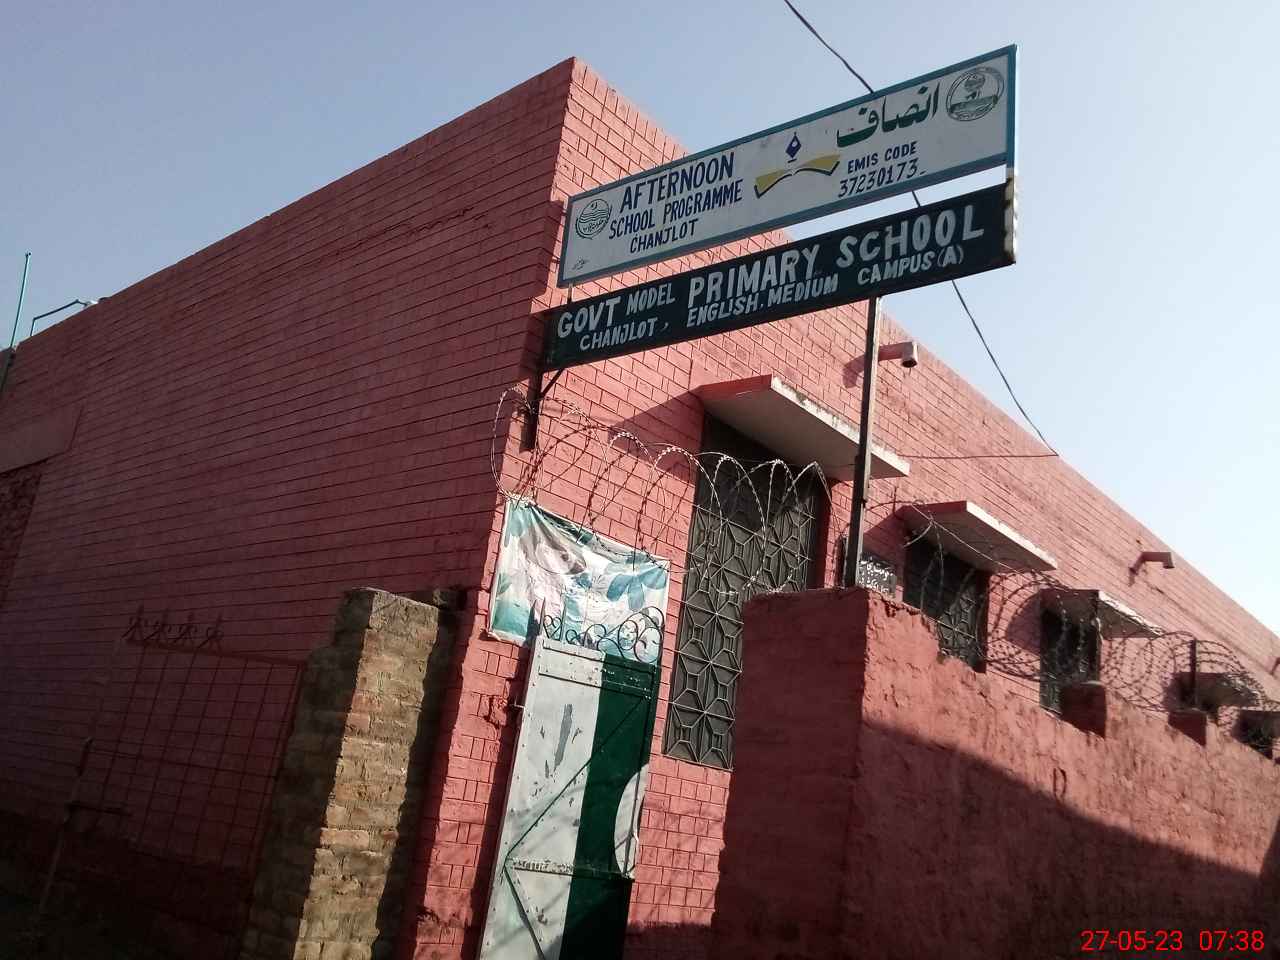 انصاف
AFTERNOON
SCHOOL PROGRAMME
CHANJLOT
EMIS CODE
37230173
GOVT MODEL PRIMARY SCHOOL
CHANJLOT, ENGLISH MEDIUM CAMPUS (A)
27-05-23 07:38